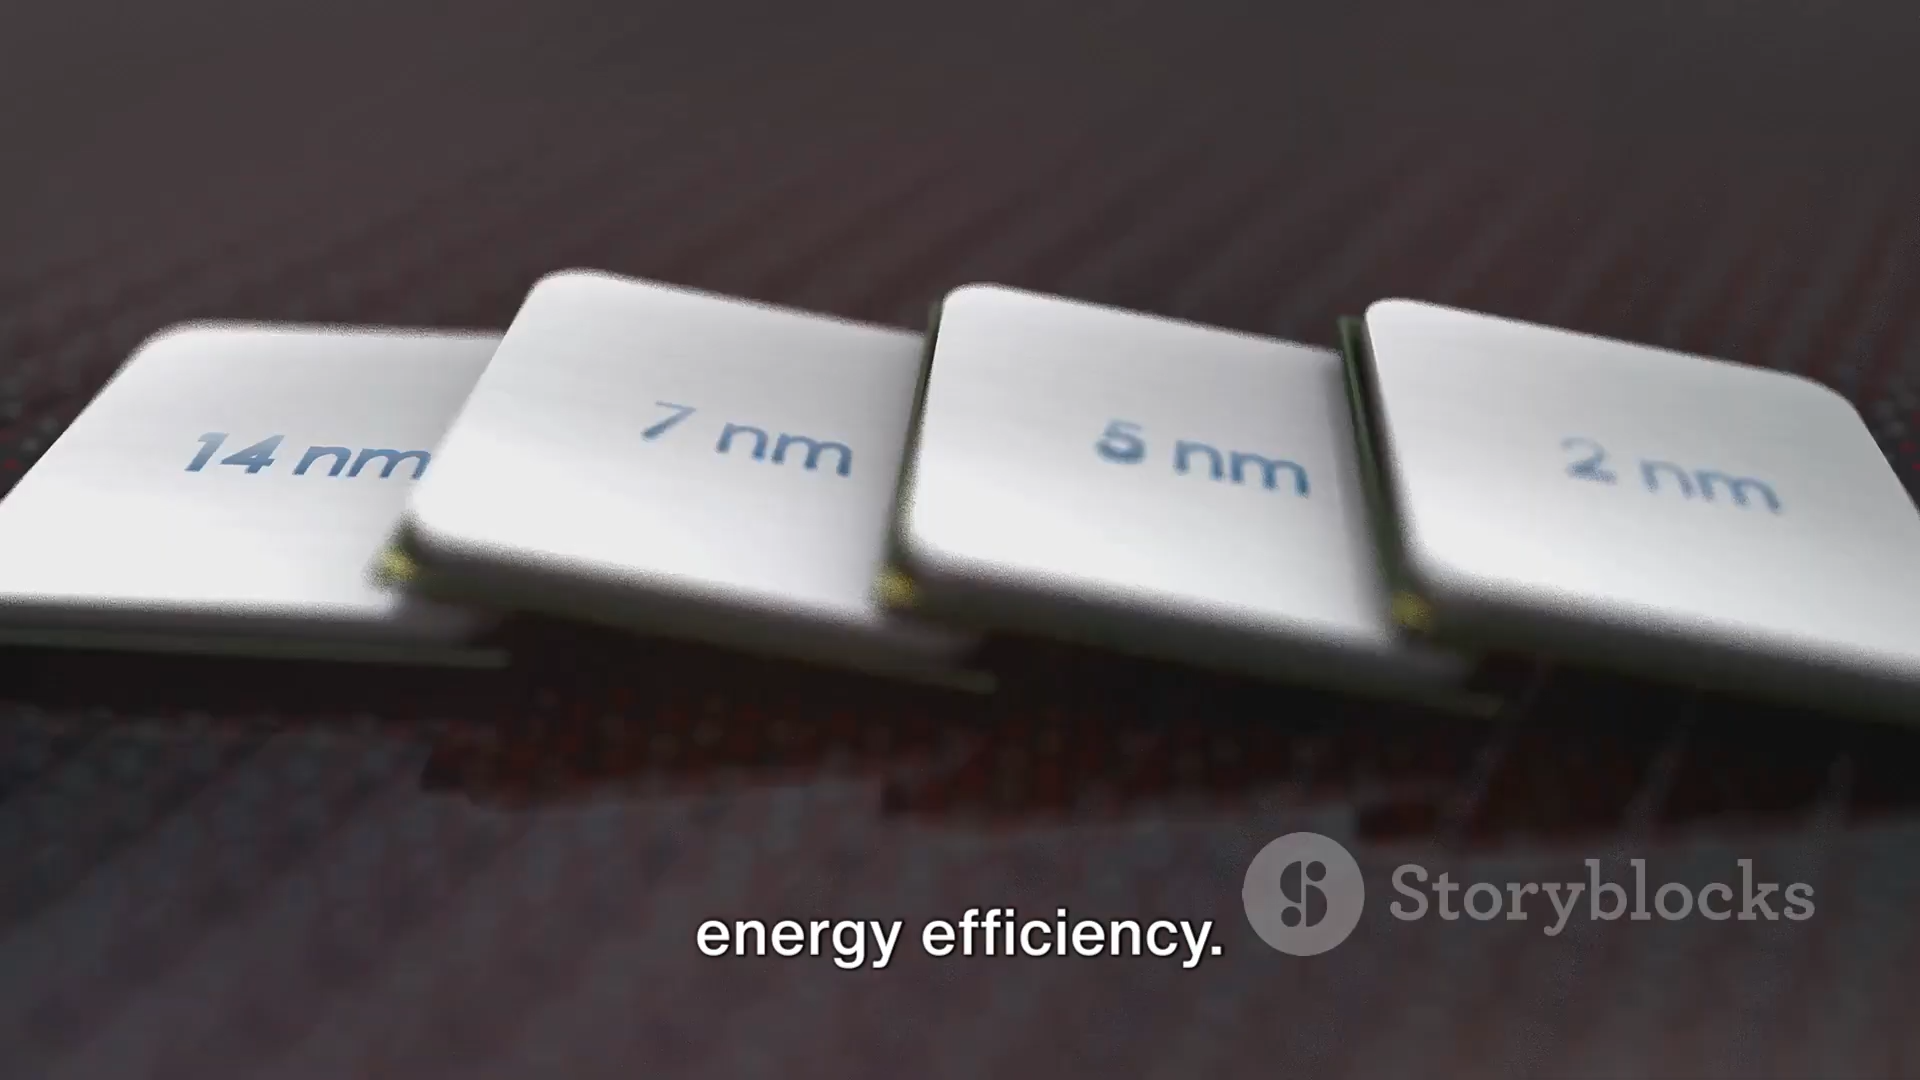 14 nm
7 nm
5 nm
2 nm
Storyblocks
energy efficiency.